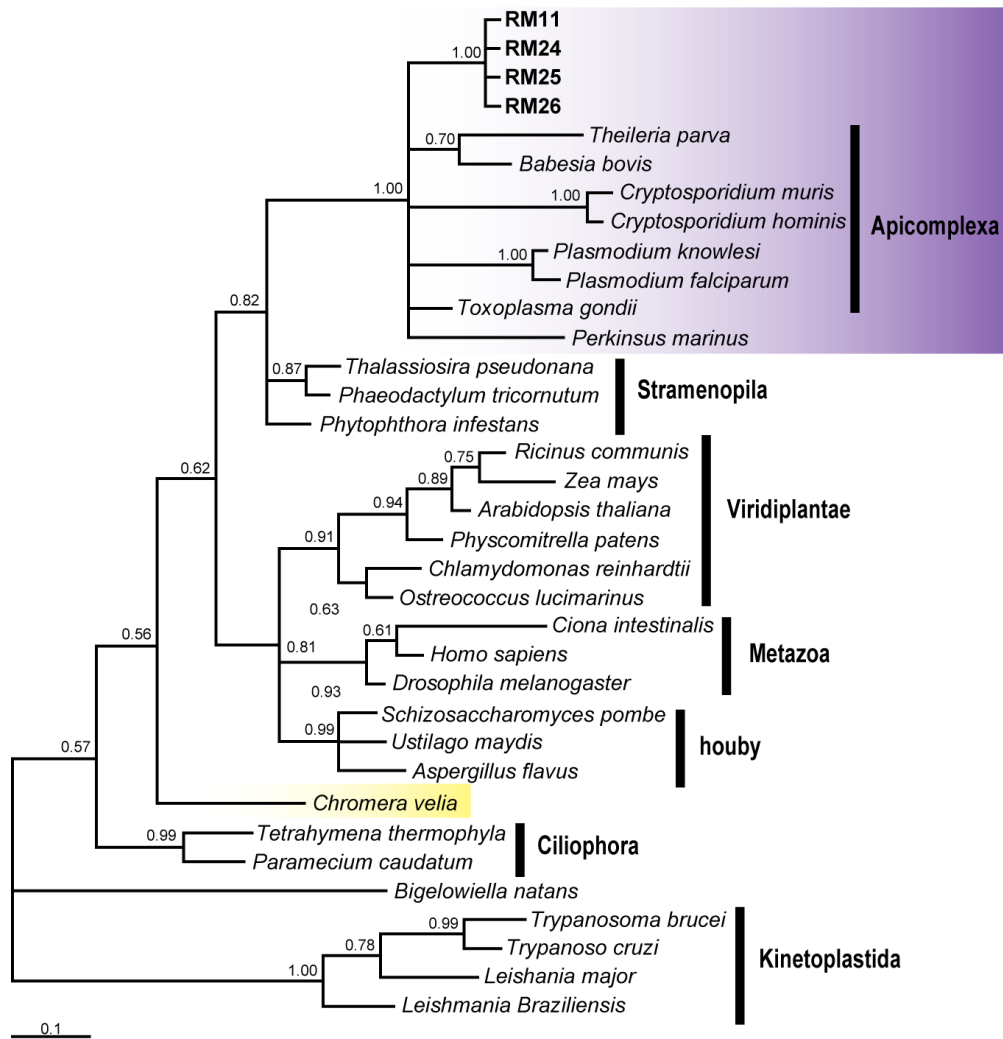 RM11
1.00
RM24
RM25
RM26
Theileria parva
0.70
Babesia bovis
1.00
Cryptosporidium muris
1.00
Cryptosporidium hominis
Apicomplexa
Plasmodium knowlesi
1.00
Plasmodium falciparum
0.82
Toxoplasma gondii
Perkinsus marinus
Thalassiosira pseudonana
0.87
Phaeodactylum tricornutum
Stramenopila
Phytophthora infestans
Ricinus communis
0.75
0.62
0.89
Zea mays
0.94
Arabidopsis thaliana
Viridiplantae
0.91
Physcomitrella patens
Chlamydomonas reinhardtii
Ostreococcus lucimarinus
0.63
0.56
0.61
Ciona intestinalis
0.81
Homo sapiens
Metazoa
Drosophila melanogaster
0.93
Schizosaccharomyces pombe
0.99
Ustilago maydis
houby
0.57
Aspergillus flavus
Chromera velia
Tetrahymena thermophyla
0.99
Ciliophora
Paramecium caudatum
Bigelowiella natans
Trypanosoma brucei
0.99
0.78
Trypanoso cruzi
Kinetoplastida
1.00
Leishania major
Leishmania Braziliensis
0.1